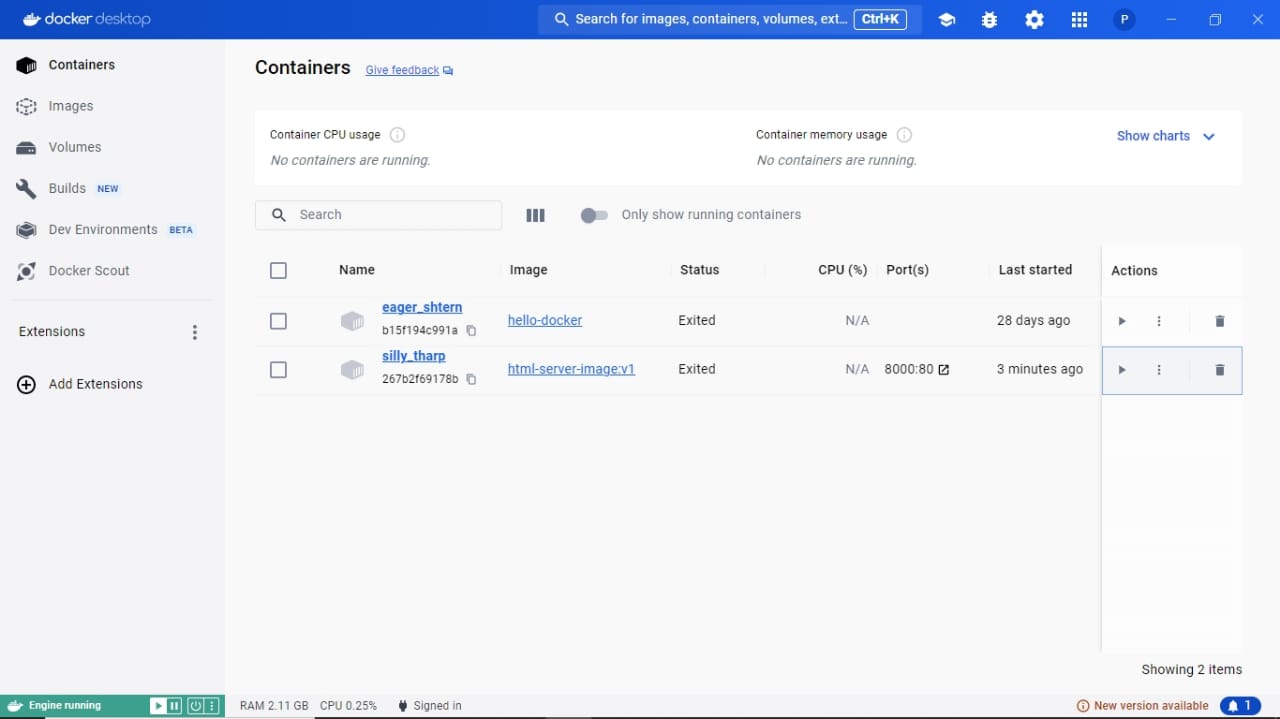 docker desktop
Search for images, containers, volumes, ext... Ctrl+K
P
Containers
Images
Volumes
Builds NEW
Dev Environments BETA
Docker Scout
Extensions
Add Extensions
Containers Give feedback
Container CPU usage
No containers are running.
Container memory usage
No containers are running.
Show charts
Search
Only show running containers
Name Image Status CPU (%) Port(s) Last started Actions
eager_shtern
b15f194c991a
hello-docker Exited N/A 28 days ago
silly_tharp
267b2f69178b
html-server-image:v1 Exited N/A 8000:80 3 minutes ago
Showing 2 items
Engine running
RAM 2.11 GB CPU 0.25% Signed in
New version available 1